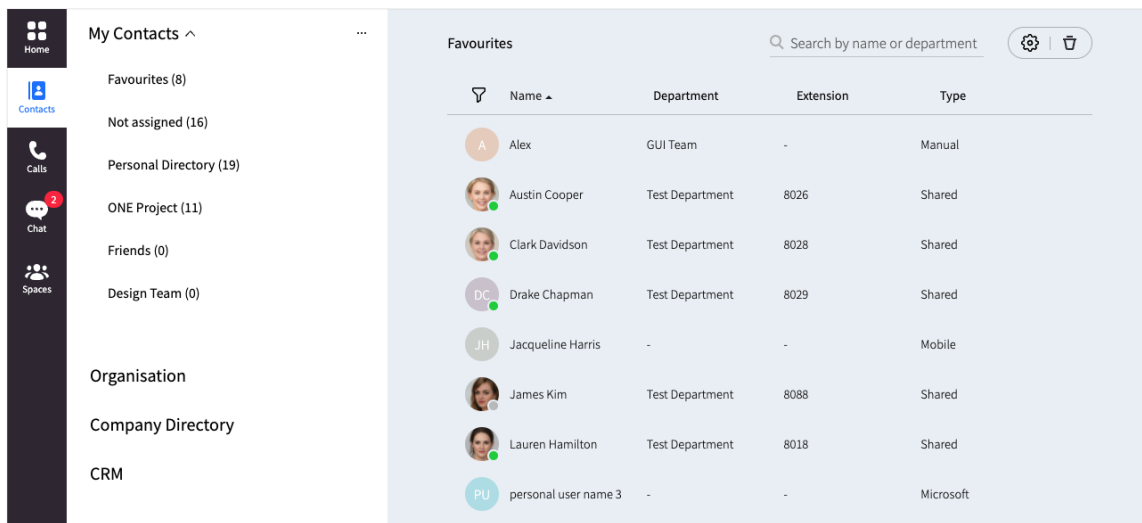 Home
Contacts
Calls
2
Chat
Spaces
My Contacts
...
Favourites (8)
Not assigned (16)
Personal Directory (19)
ONE Project (11)
Friends (0)
Design Team (0)
Organisation
Company Directory
CRM
Favourites
Search by name or department
Name Department Extension Type
A Alex GUI Team - Manual
Austin Cooper Test Department 8026 Shared
Clark Davidson Test Department 8028 Shared
DC Drake Chapman Test Department 8029 Shared
JH Jacqueline Harris - - Mobile
James Kim Test Department 8088 Shared
Lauren Hamilton Test Department 8018 Shared
PU personal user name 3 - - Microsoft